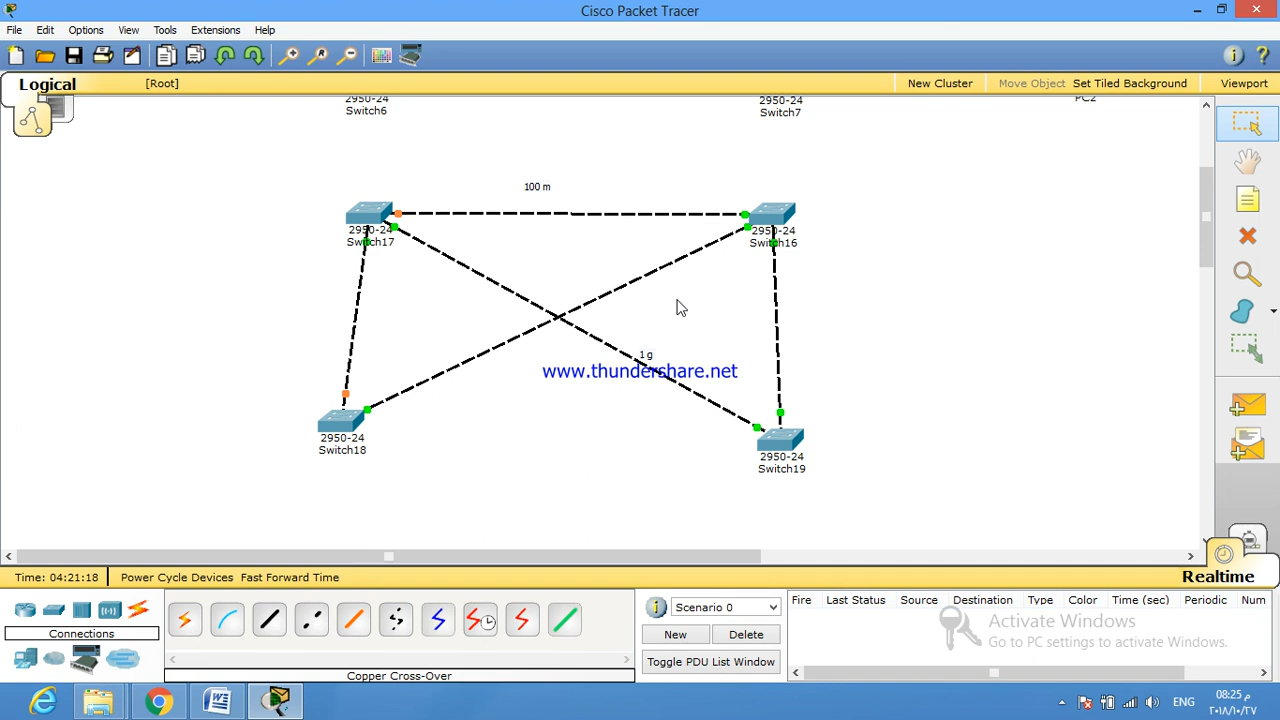 Cisco Packet Tracer
File Edit Options View Tools Extensions Help
Logical [Root] New Cluster Move Object Set Tiled Background Viewport
2950-24
Switch6
2950-24
Switch7
PC2
100 m
2950-24
Switch17
2950-24
Switch16
1 g
www.thundershare.net
2950-24
Switch18
2950-24
Switch19
Time: 04:21:18 Power Cycle Devices Fast Forward Time
Realtime
Connections
Copper Cross-Over
Scenario 0
New Delete
Toggle PDU List Window
Fire Last Status Source Destination Type Color Time (sec) Periodic Num
Activate Windows
Go to PC settings to activate Windows.
ENG
08:25 م
٢٠١٨/١٠/٢٧